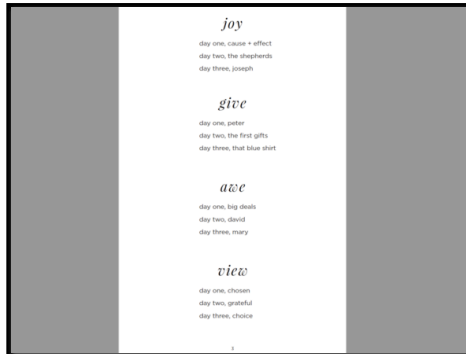 joy
day one, cause + effect
day two, the shepherds
day three, joseph
give
day one, peter
day two, the first gifts
day three, that blue shirt
awe
day one, big deals
day two, david
day three, mary
view
day one, chosen
day two, grateful
day three, choice